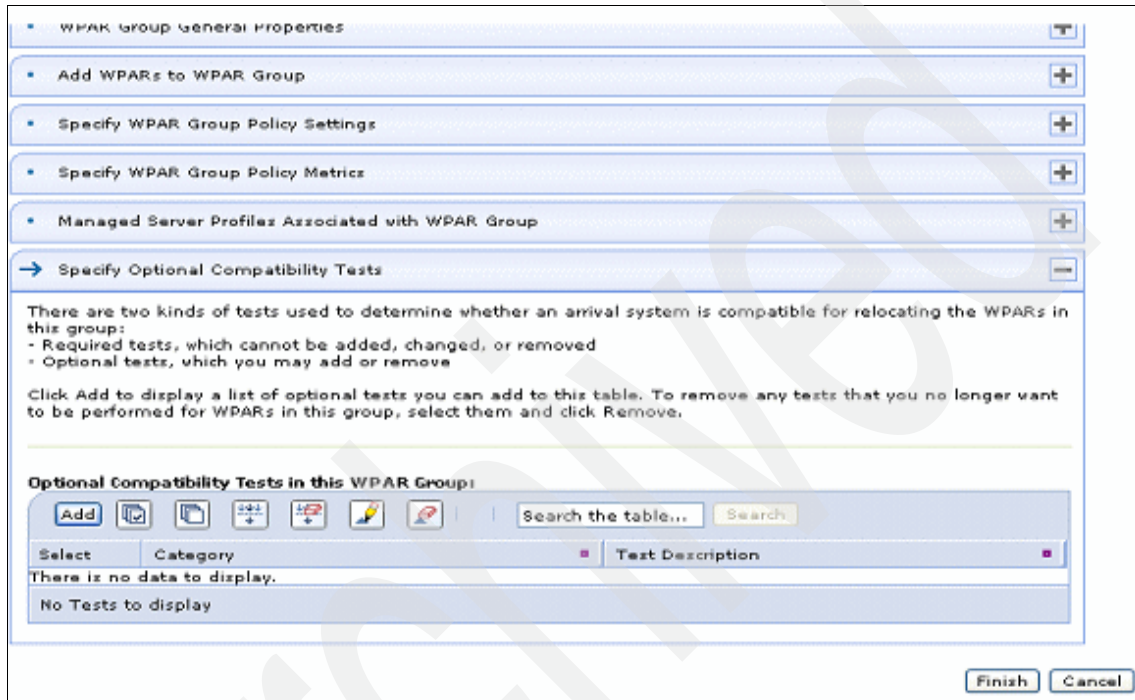 • WPAR Group General Properties
• Add WPARs to WPAR Group
• Specify WPAR Group Policy Settings
• Specify WPAR Group Policy Metrics
• Managed Server Profiles Associated with WPAR Group
Specify Optional Compatibility Tests
There are two kinds of tests used to determine whether an arrival system is compatible for relocating the WPARs in
this group:
- Required tests, which cannot be added, changed, or removed
- Optional tests, which you may add or remove
Click Add to display a list of optional tests you can add to this table. To remove any tests that you no longer want
to be performed for WPARs in this group, select them and click Remove.
Optional Compatibility Tests in this WPAR Group:
Add Search the table... Search
Select Category Test Description
There is no data to display.
No Tests to display
Finish Cancel
Archived